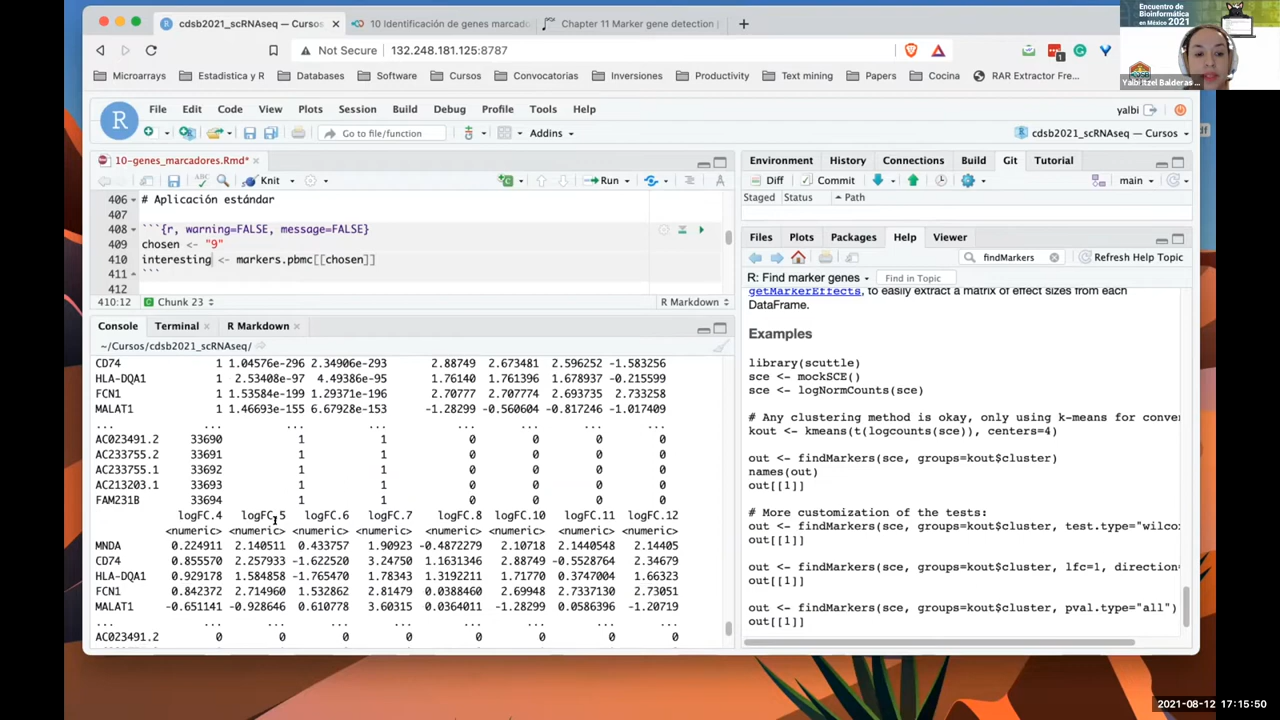 cdsb2021_scRNAseq — Cursos
10 Identificación de genes marcado
Chapter 11 Marker gene detection
Encuentro de
Bioinformática
en México 2021
Not Secure
132.248.181.125:8787
1
Microarrays
Estadistica y R
Databases
Software
Cursos
Convocatorias
Inversiones
Productivity
Text mining
Papers
Cocina
RAR Extractor Fre...
Yalbi Itzel Balderas ...
R
File Edit Code View Plots Session Build Debug Profile Tools Help
yalbi
Go to file/function
Addins
cdsb2021_scRNAseq — Cursos
10-genes_marcadores.Rmd*
Knit
Run
406 # Aplicación estándar
407
408 ```{r, warning=FALSE, message=FALSE}
409 chosen <- "9"
410 interesting <- markers.pbmc[[chosen]]
411 ```
412
410:12 Chunk 23 R Markdown
Console Terminal R Markdown
~/Cursos/cdsb2021_scRNAseq/
CD74 1 1.04576e-296 2.34906e-293 2.88749 2.673481 2.596252 -1.583256
HLA-DQA1 1 2.53408e-97 4.49386e-95 1.76140 1.761396 1.678937 -0.215599
FCN1 1 1.53584e-199 1.29371e-196 2.70777 2.707774 2.693735 2.733258
MALAT1 1 1.46693e-155 6.67928e-153 -1.28299 -0.560604 -0.817246 -1.017409
... ... ... ... ... ... ... ...
AC023491.2 33690 1 1 0 0 0 0
AC233755.2 33691 1 1 0 0 0 0
AC233755.1 33692 1 1 0 0 0 0
AC213203.1 33693 1 1 0 0 0 0
FAM231B 33694 1 1 0 0 0 0
logFC.4 logFC.5 logFC.6 logFC.7 logFC.8 logFC.10 logFC.11 logFC.12
<numeric> <numeric> <numeric> <numeric> <numeric> <numeric> <numeric> <numeric>
MNDA 0.224911 2.140511 0.433757 1.90923 -0.4872279 2.10718 2.1440548 2.14405
CD74 0.855570 2.257933 -1.622520 3.24750 1.1631346 2.88749 -0.5528764 2.34679
HLA-DQA1 0.929178 1.584858 -1.765470 1.78343 1.3192211 1.71770 0.3747004 1.66323
FCN1 0.842372 2.714960 1.532862 2.81479 0.0388460 2.69948 2.7337130 2.73051
MALAT1 -0.651141 -0.928646 0.610778 3.60315 0.0364011 -1.28299 0.0586396 -1.20719
... ... ... ... ... ... ... ... ...
AC023491.2 0 0 0 0 0 0 0 0
Environment History Connections Build Git Tutorial
Diff Commit main
Staged Status Path
Files Plots Packages Help Viewer
findMarkers
Refresh Help Topic
R: Find marker genes
Find in Topic
getMarkerEffects, to easily extract a matrix of effect sizes from each
DataFrame.
Examples
library(scuttle)
sce <- mockSCE()
sce <- logNormCounts(sce)
# Any clustering method is okay, only using k-means for conver
kout <- kmeans(t(logcounts(sce)), centers=4)
out <- findMarkers(sce, groups=kout$cluster)
names(out)
out[[1]]
# More customization of the tests:
out <- findMarkers(sce, groups=kout$cluster, test.type="wilco
out[[1]]
out <- findMarkers(sce, groups=kout$cluster, lfc=1, direction
out[[1]]
out <- findMarkers(sce, groups=kout$cluster, pval.type="all")
out[[1]]
2021-08-12 17:15:50